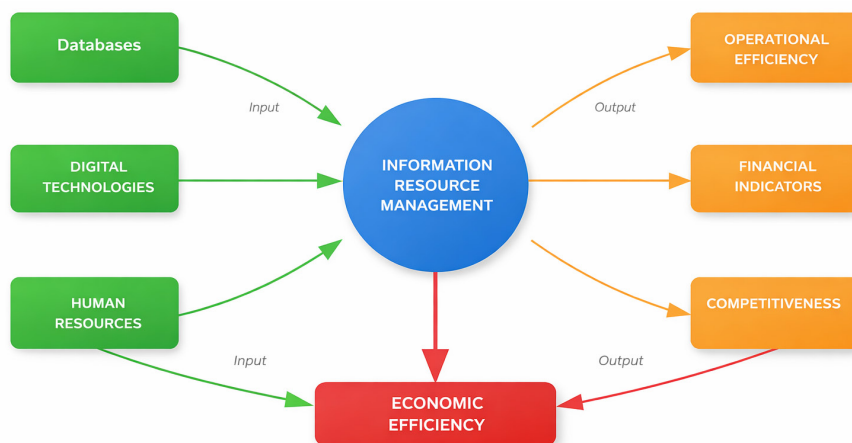 Databases
OPERATIONAL
EFFICIENCY
Input
Output
DIGITAL
TECHNOLOGIES
INFORMATION
RESOURCE
MANAGEMENT
FINANCIAL
INDICATORS
HUMAN
RESOURCES
COMPETITIVENESS
Input
Output
ECONOMIC
EFFICIENCY